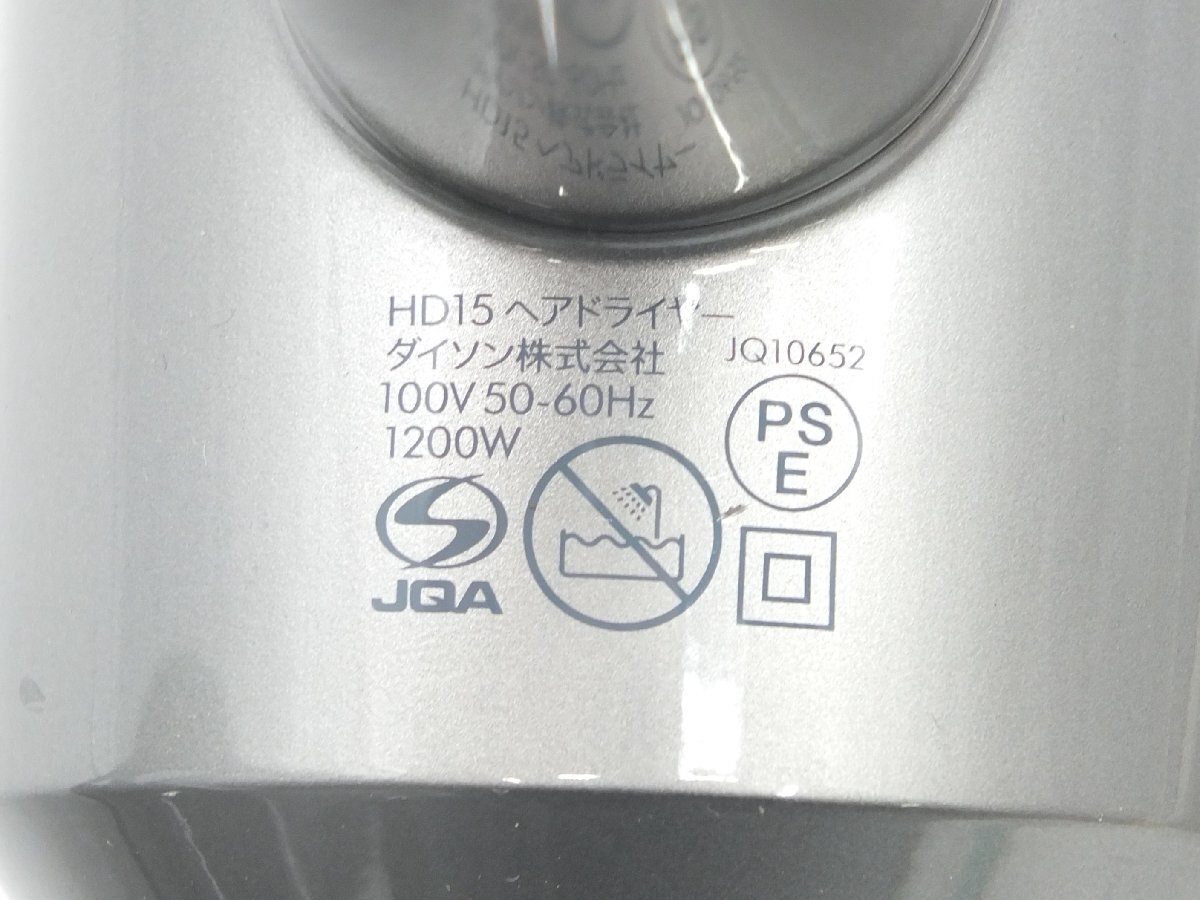 HD15 ヘアドライヤー
ダイソン株式会社
100V 50-60Hz
1200W
JQ10652
PS
E
JQA